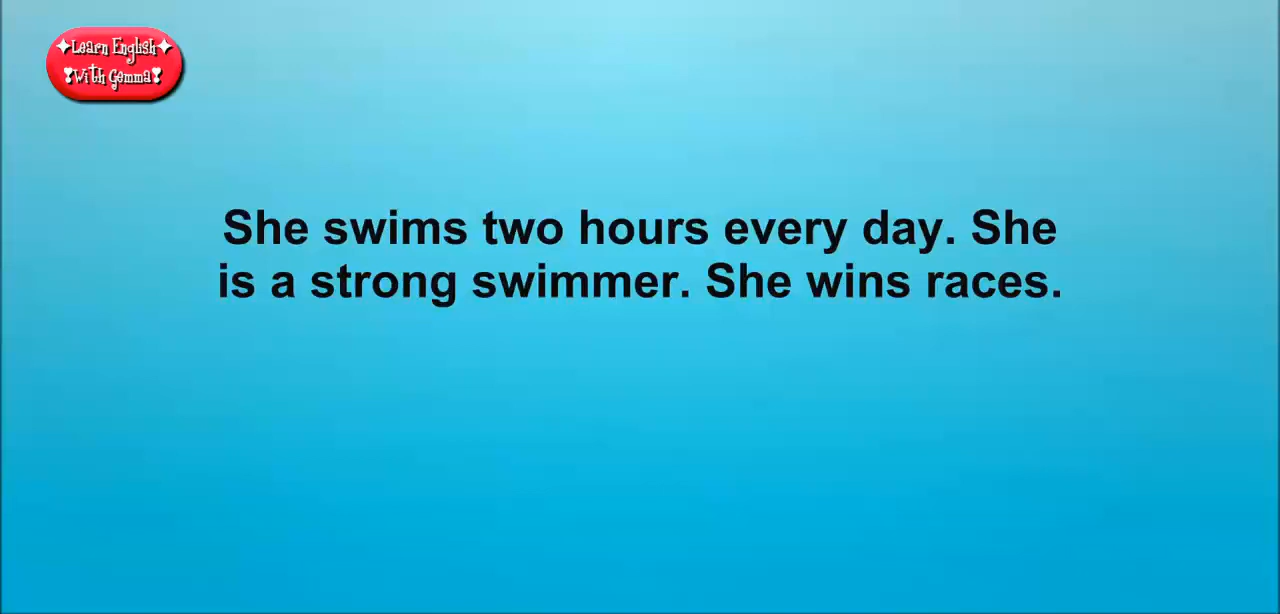 ✦Learn English✦
❣With Gemma❣
She swims two hours every day. She
is a strong swimmer. She wins races.